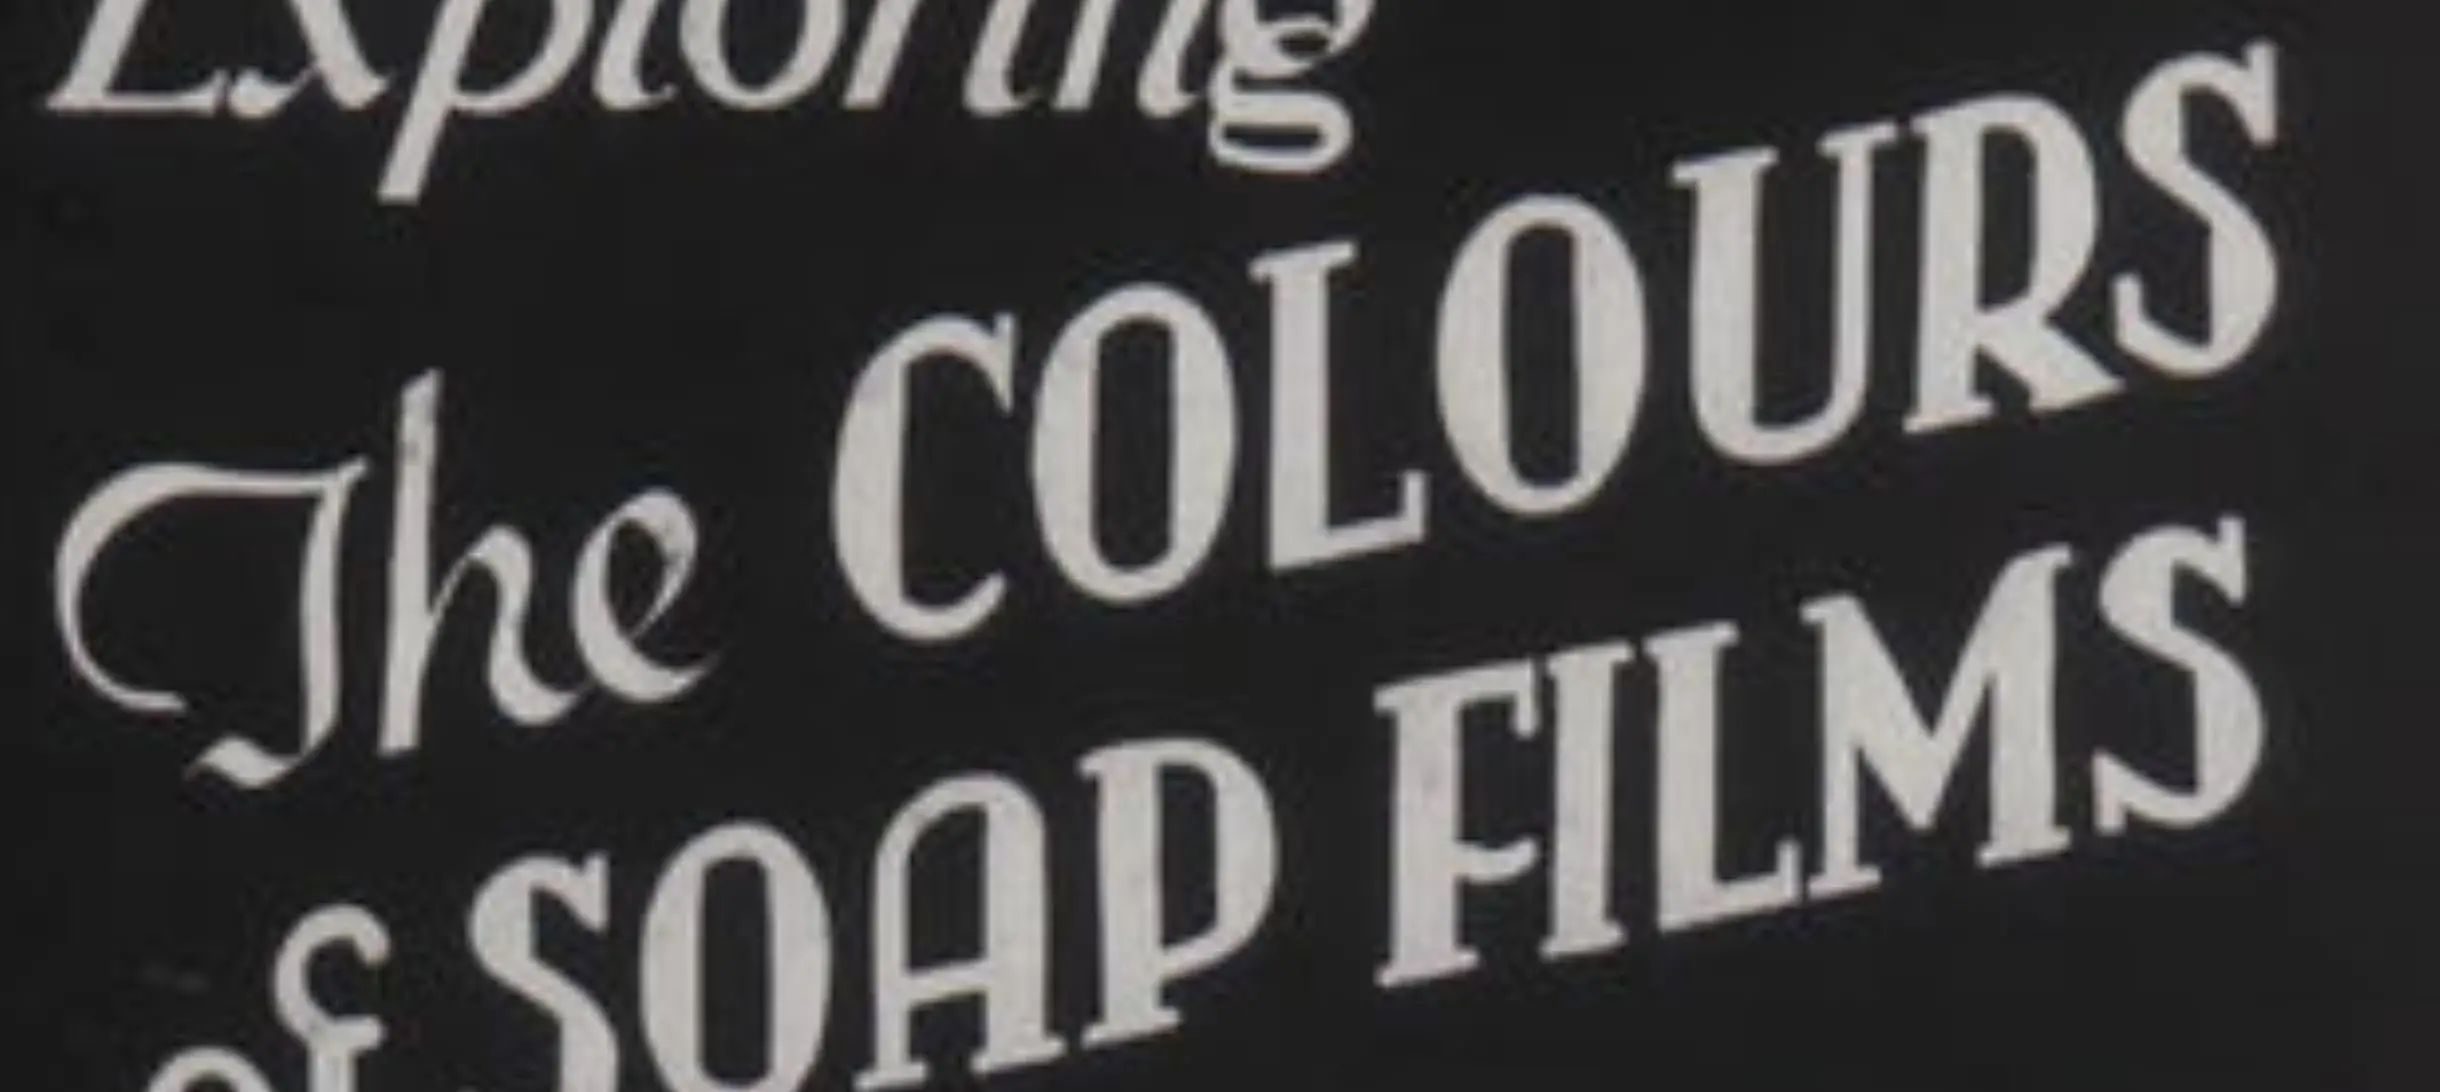 Exploring
The COLOURS
of SOAP FILMS